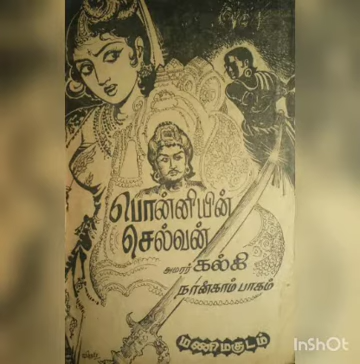 பொன்னியின்
செல்வன்
அமரர் கல்கி
நான்காம் பாகம்
மணிமகுடம்
InShOt